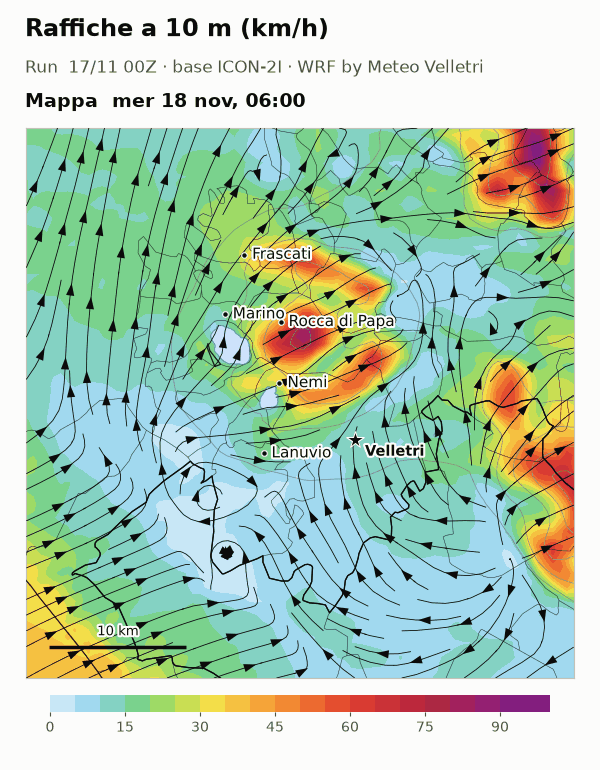 Raffiche a 10 m (km/h)
Run  17/11 00Z · base ICON-2I · WRF by Meteo Velletri
Mappa  mer 18 nov, 06:00
Frascati
Marino
Rocca di Papa
Nemi
Velletri
Lanuvio
10 km
0 15 30 45 60 75 90